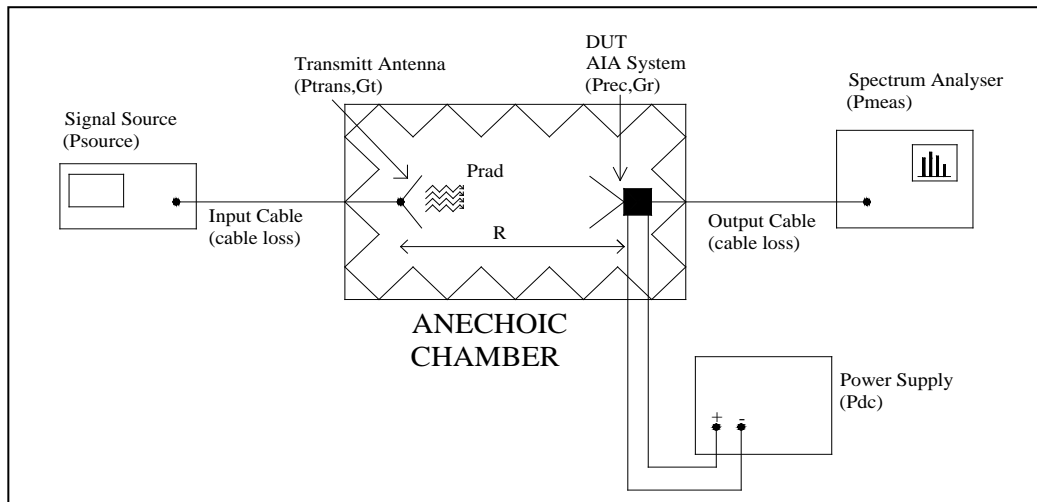 Signal Source
(Psource)
Input Cable
(cable loss)
Transmitt Antenna
(Ptrans,Gt)
Prad
R
DUT
AIA System
(Prec,Gr)
ANECHOIC
CHAMBER
Output Cable
(cable loss)
Spectrum Analyser
(Pmeas)
Power Supply
(Pdc)
+ -